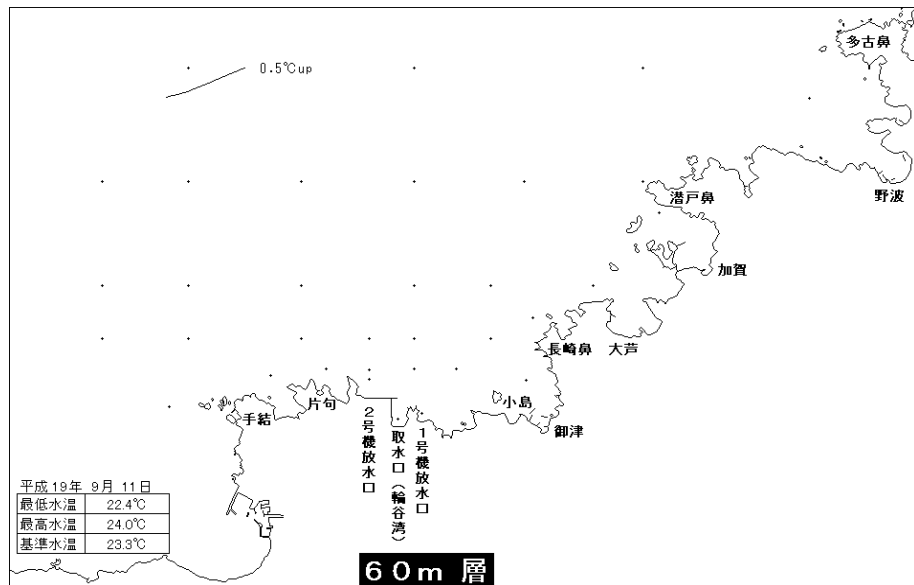 多古鼻
0.5℃up
野波
潜戸鼻
加賀
長崎鼻
大芦
小島
御津
片句
手結
2号機放水口
取水口(輪谷湾)
1号機放水口
平成19年 9月 11日
最低水温 22.4℃
最高水温 24.0℃
基準水温 23.3℃
60m 層